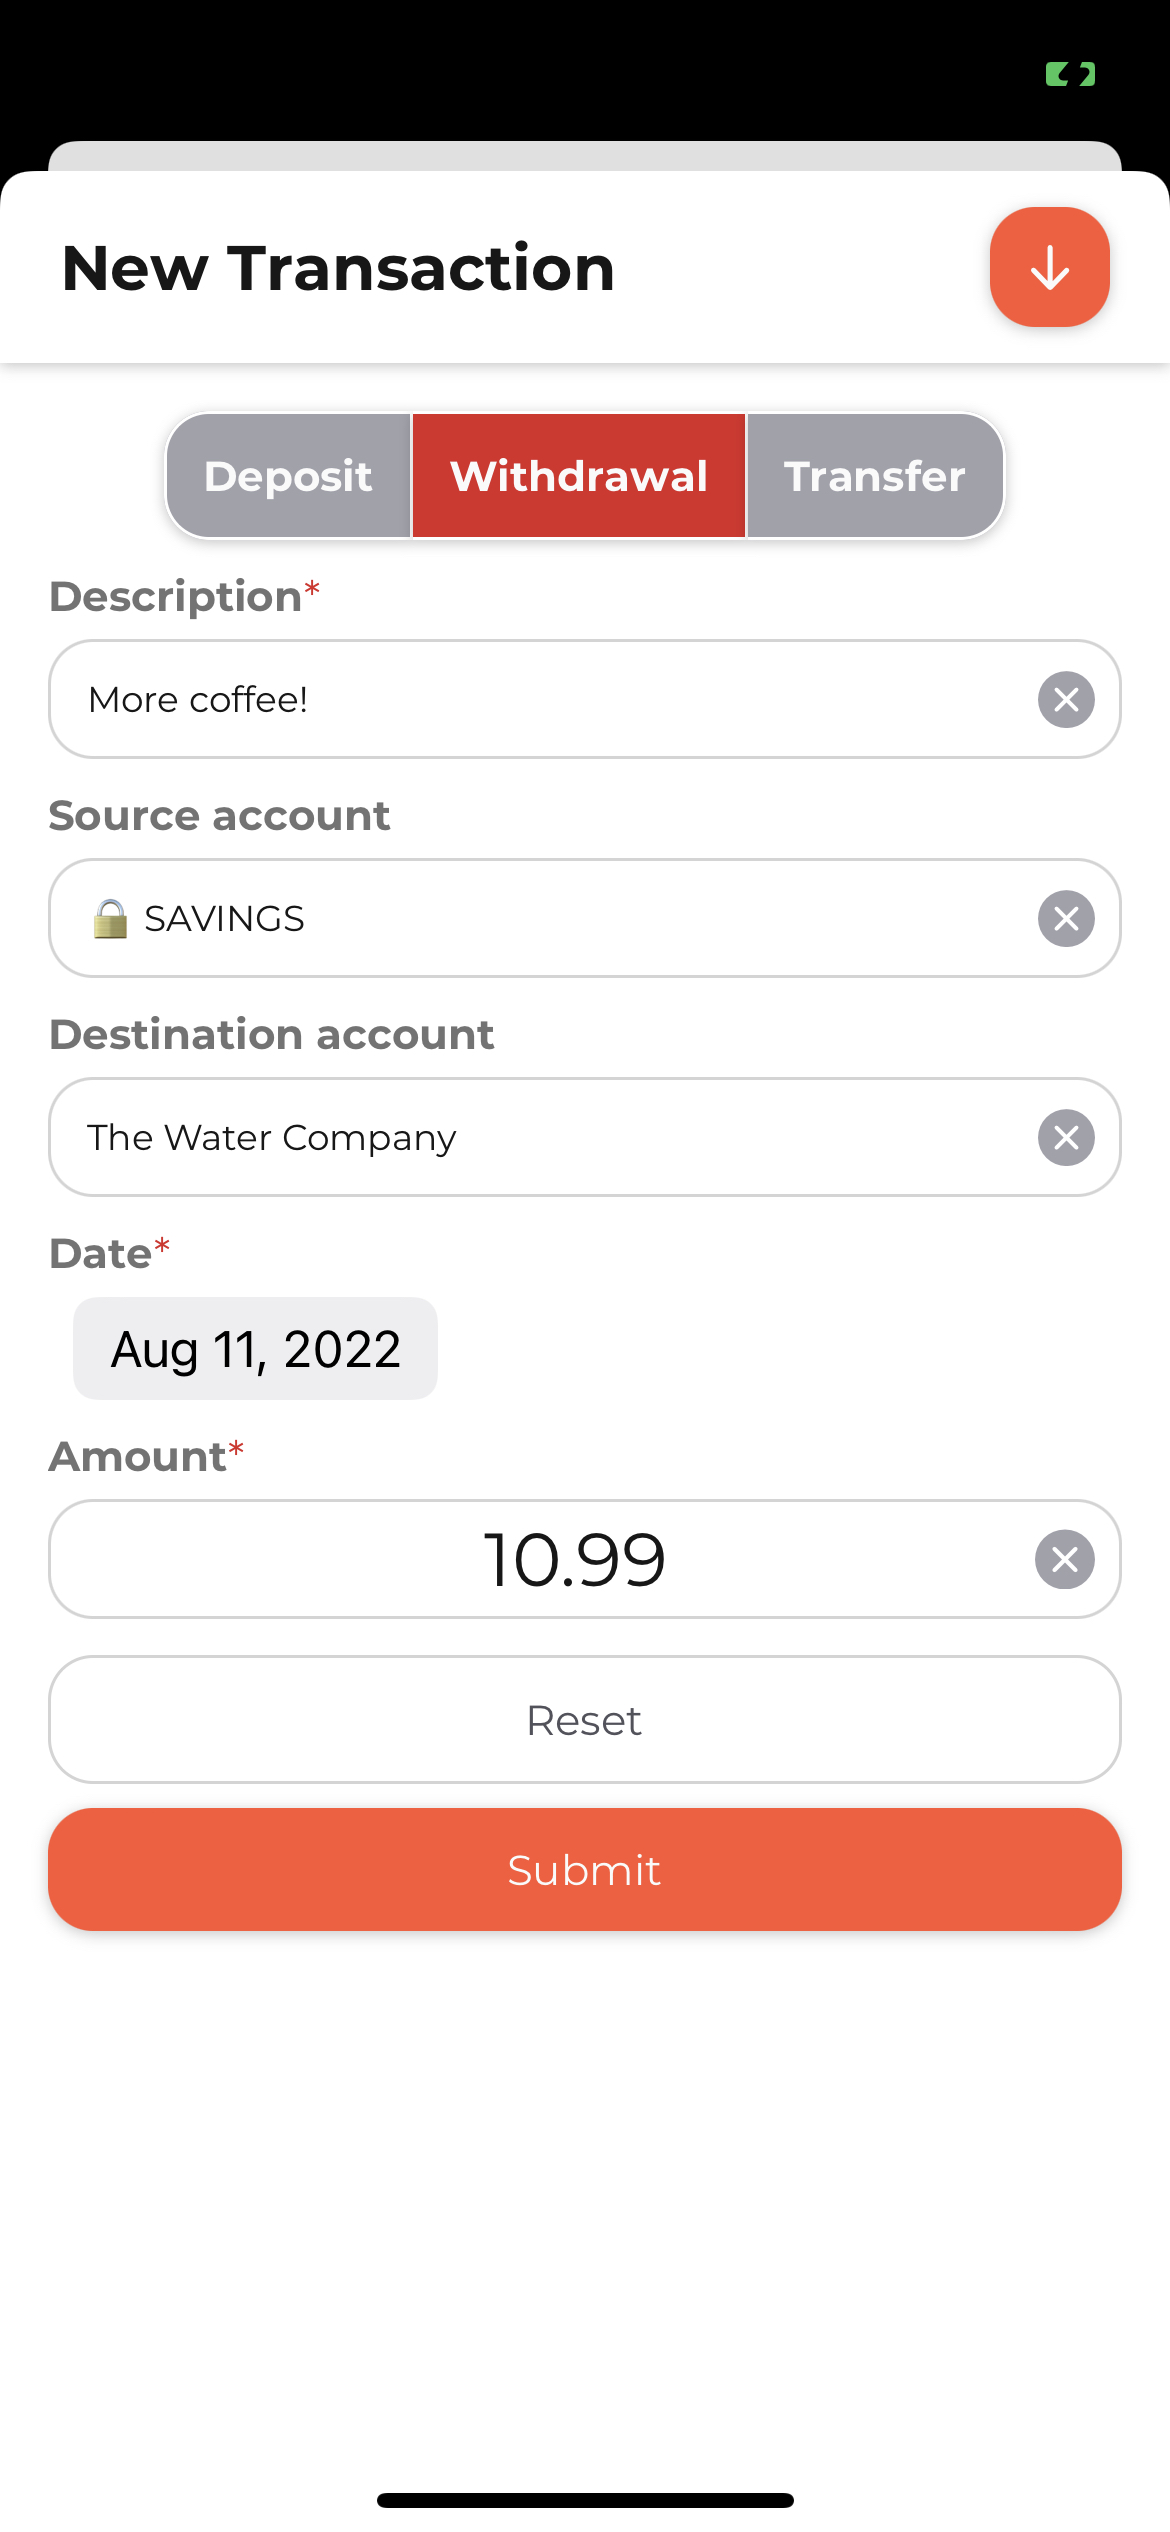 New Transaction
Deposit Withdrawal Transfer
Description*
More coffee!
Source account
🔒 SAVINGS
Destination account
The Water Company
Date*
Aug 11, 2022
Amount*
10.99
Reset
Submit